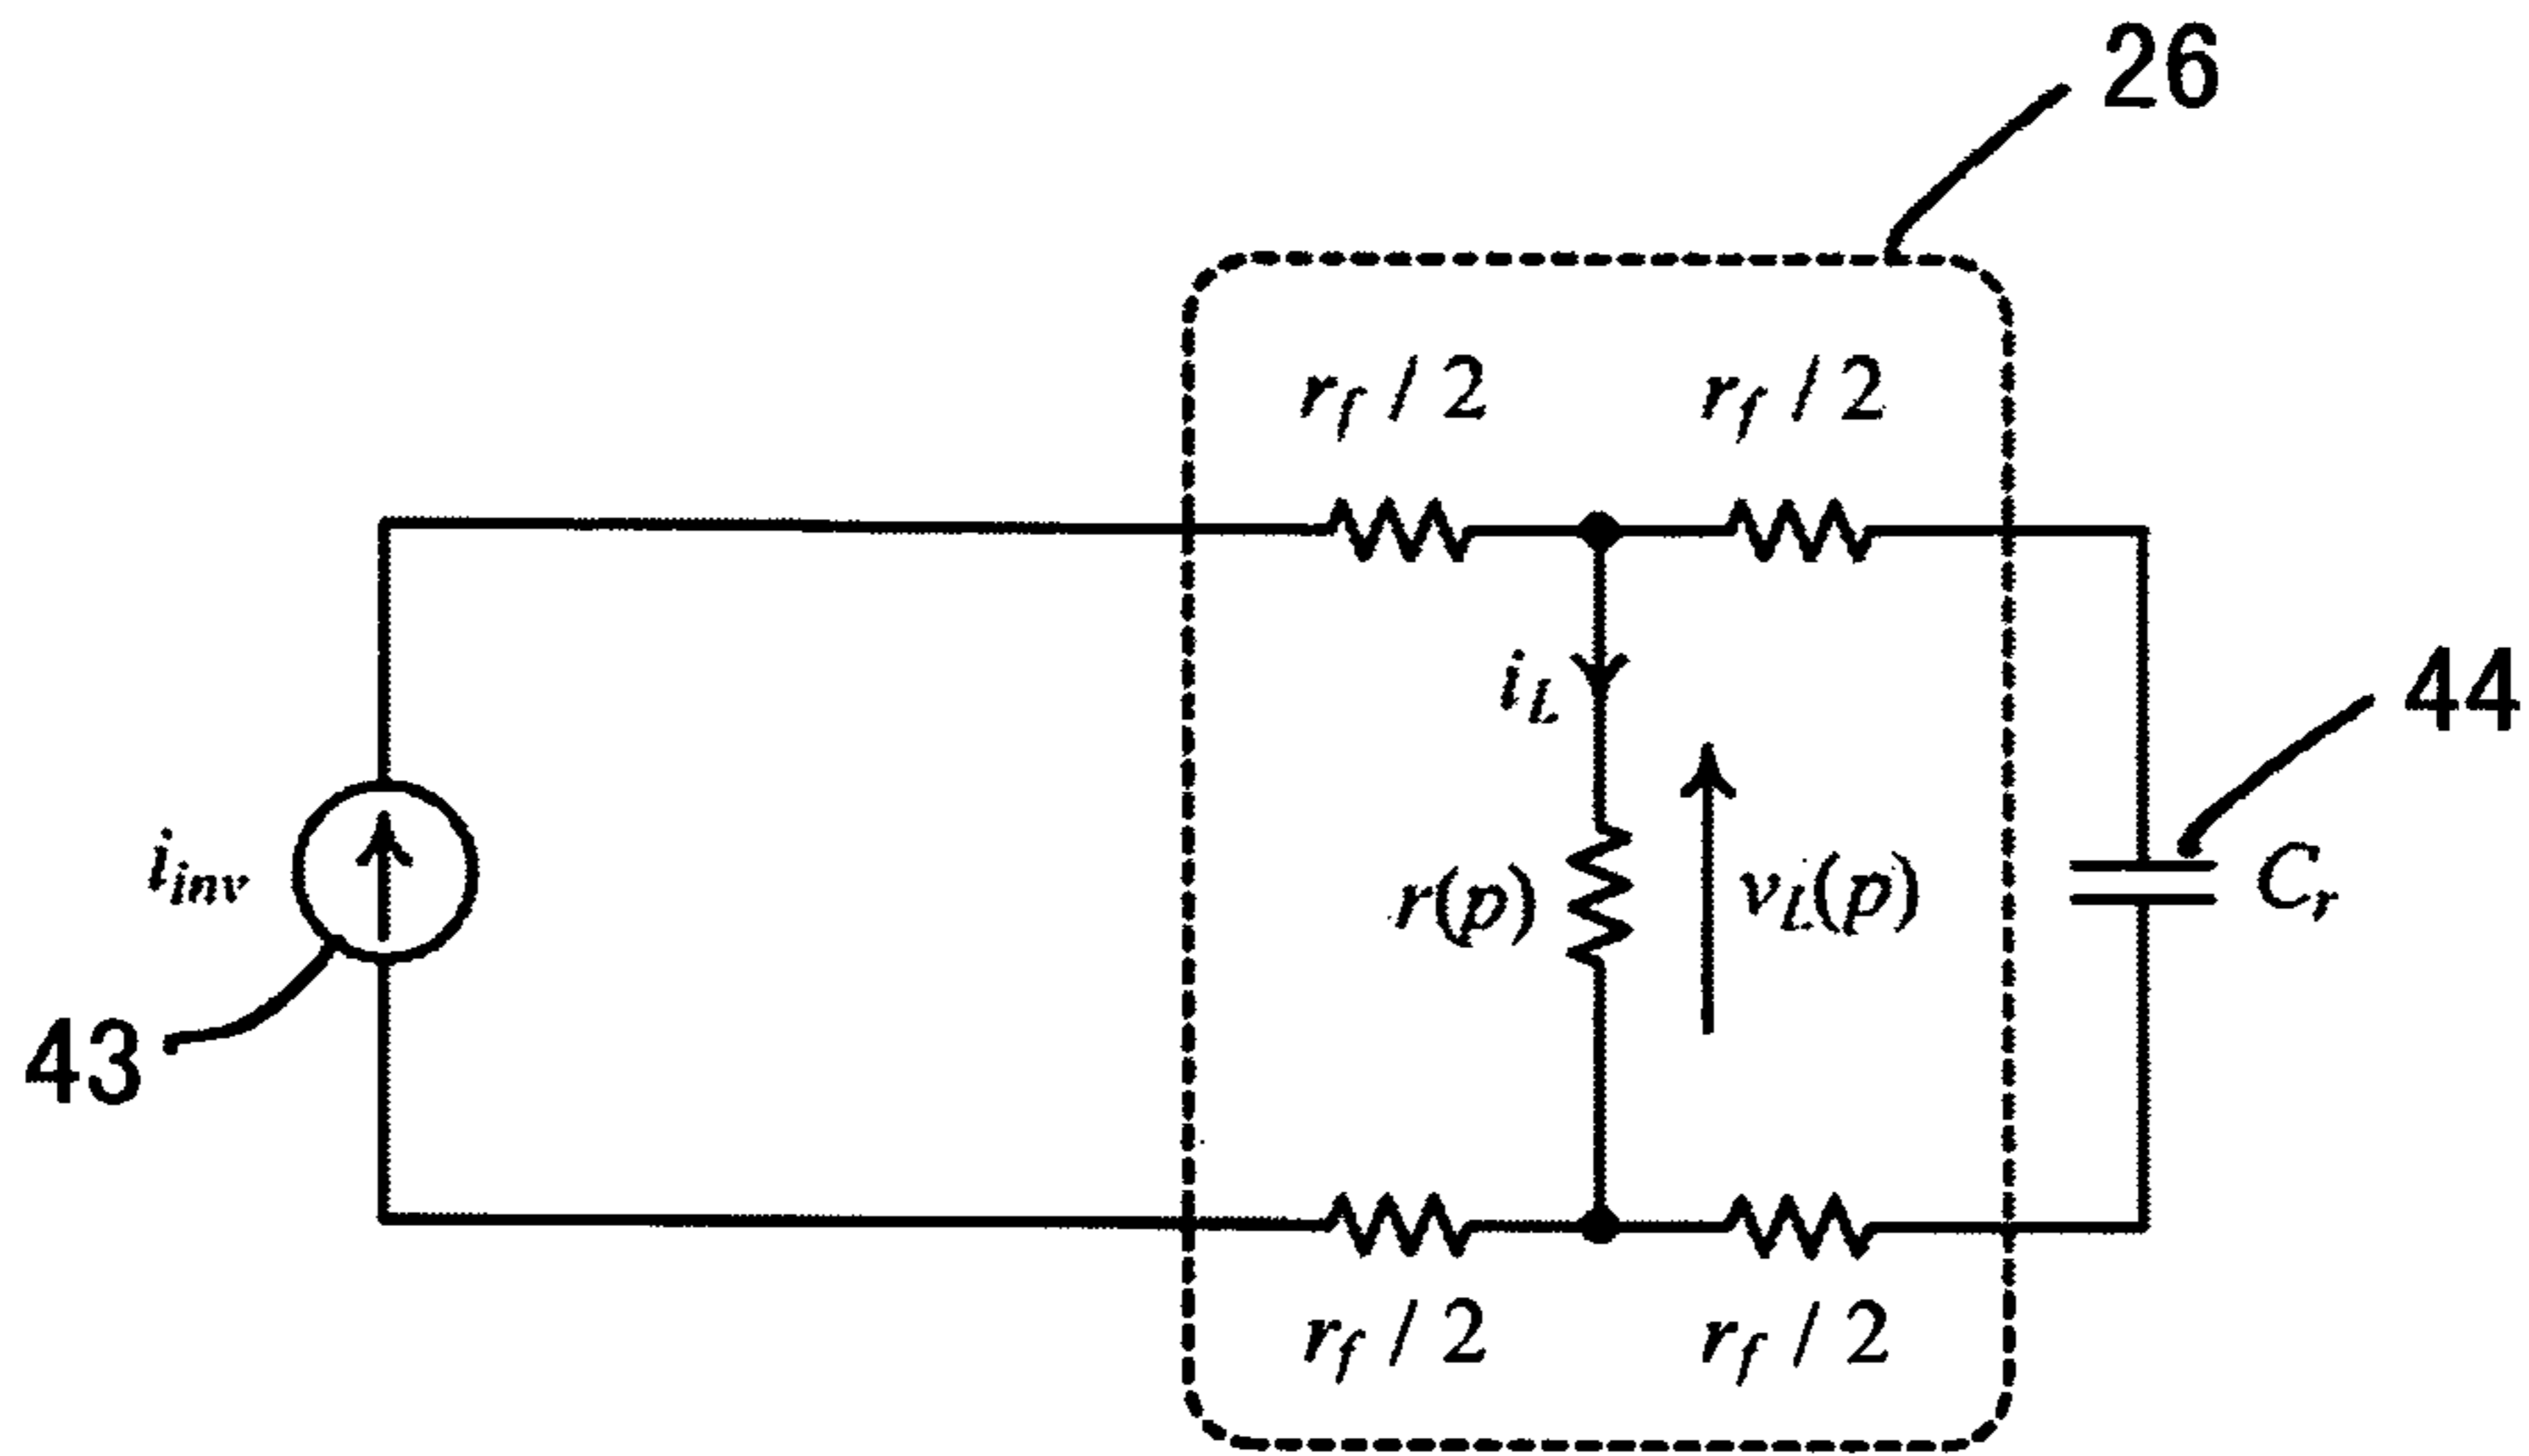 26
r_f / 2
r_f / 2
i_L
44
i_inv
r(p)
v_L(p)
C_r
43
r_f / 2
r_f / 2